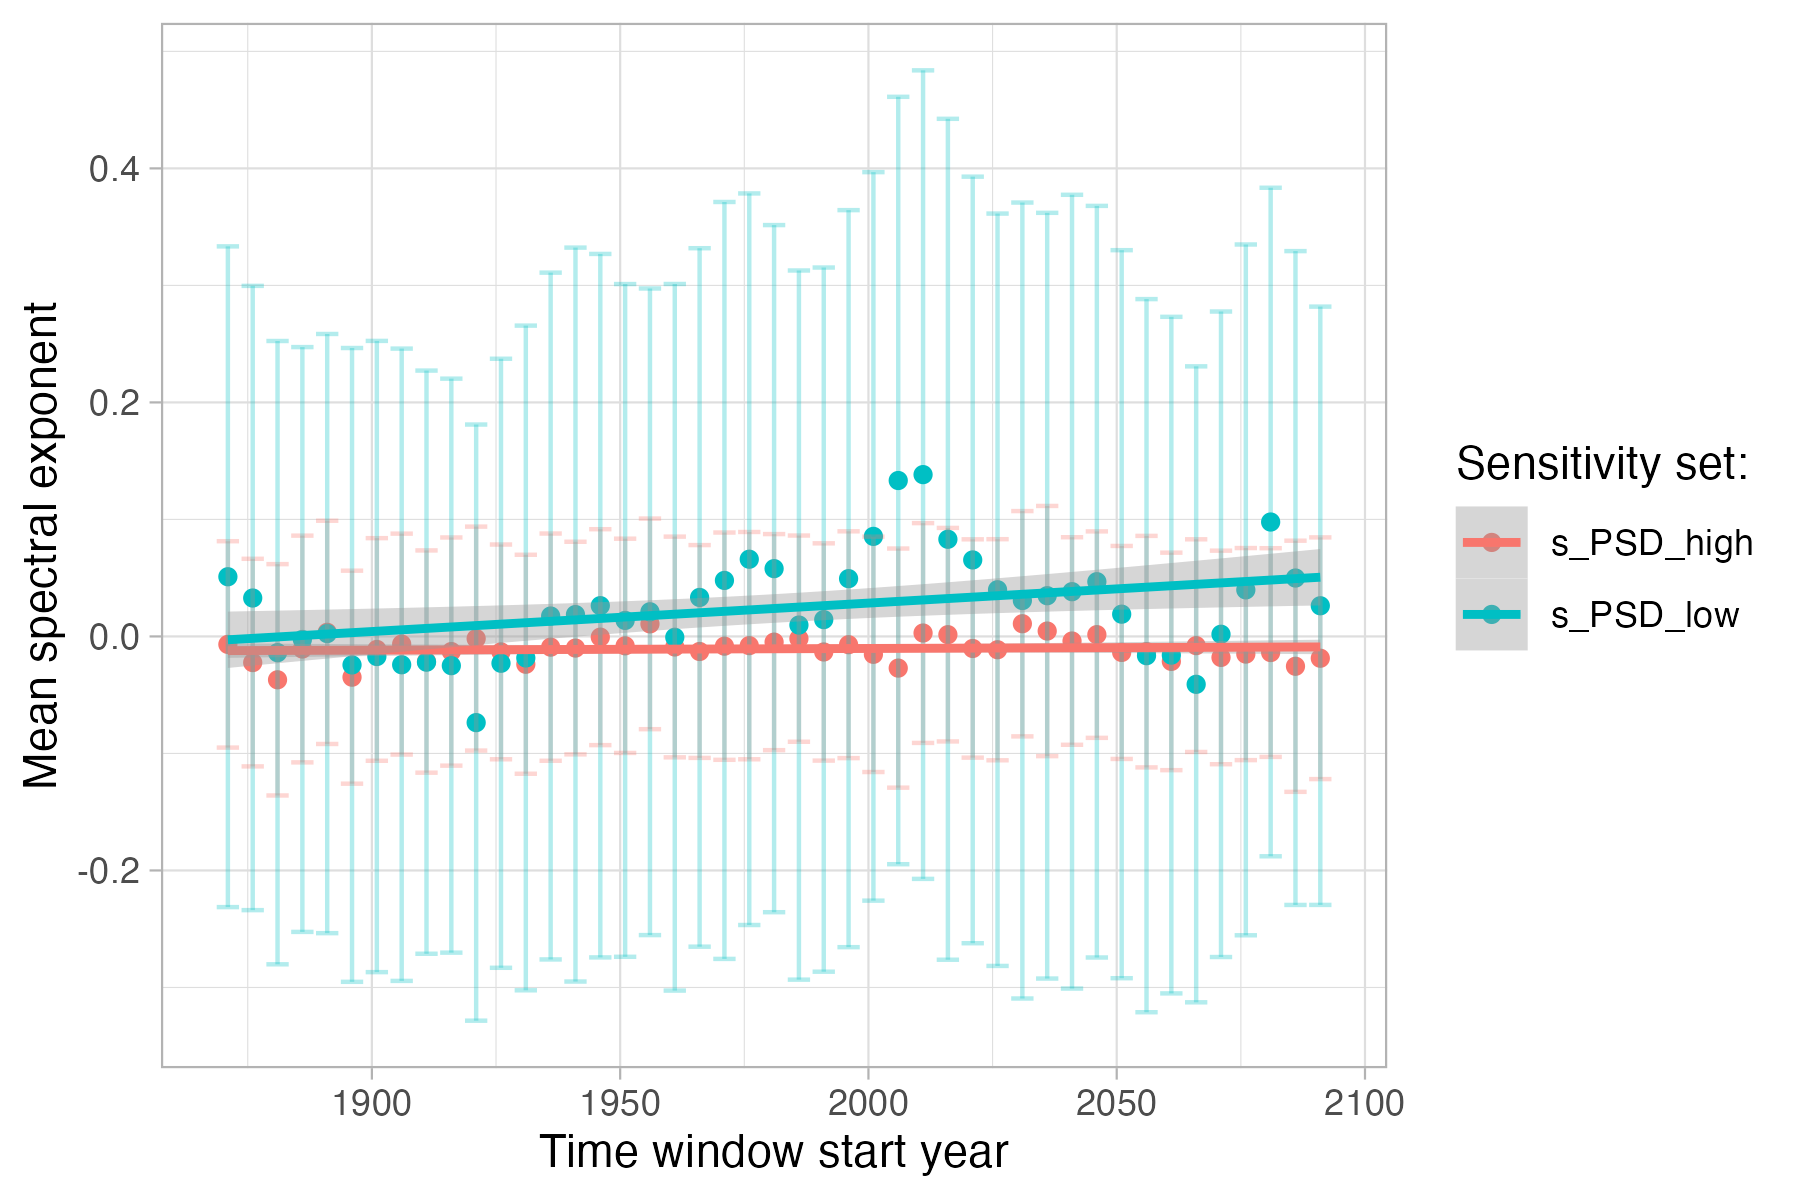 Mean spectral exponent
0.4
0.2
0.0
-0.2
1900 1950 2000 2050 2100
Time window start year
Sensitivity set:
s_PSD_high
s_PSD_low